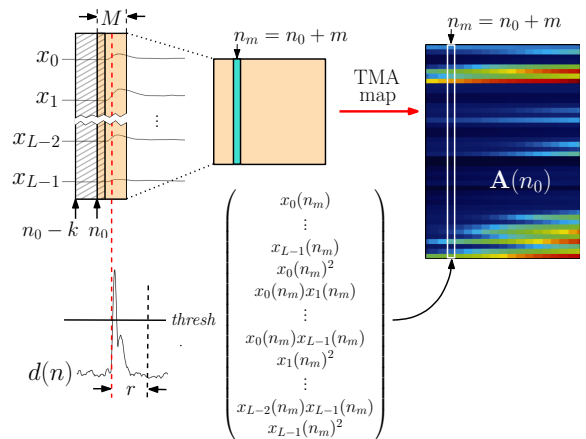 M
x_0
x_1
⋮
x_{L−2}
x_{L−1}
n_0 − k
n_0
n_m = n_0 + m
TMA
map
n_m = n_0 + m
A(n_0)
x_0(n_m)
⋮
x_{L−1}(n_m)
x_0(n_m)^2
x_0(n_m)x_1(n_m)
⋮
x_0(n_m)x_{L−1}(n_m)
x_1(n_m)^2
⋮
x_{L−2}(n_m)x_{L−1}(n_m)
x_{L−1}(n_m)^2
thresh
d(n)
r